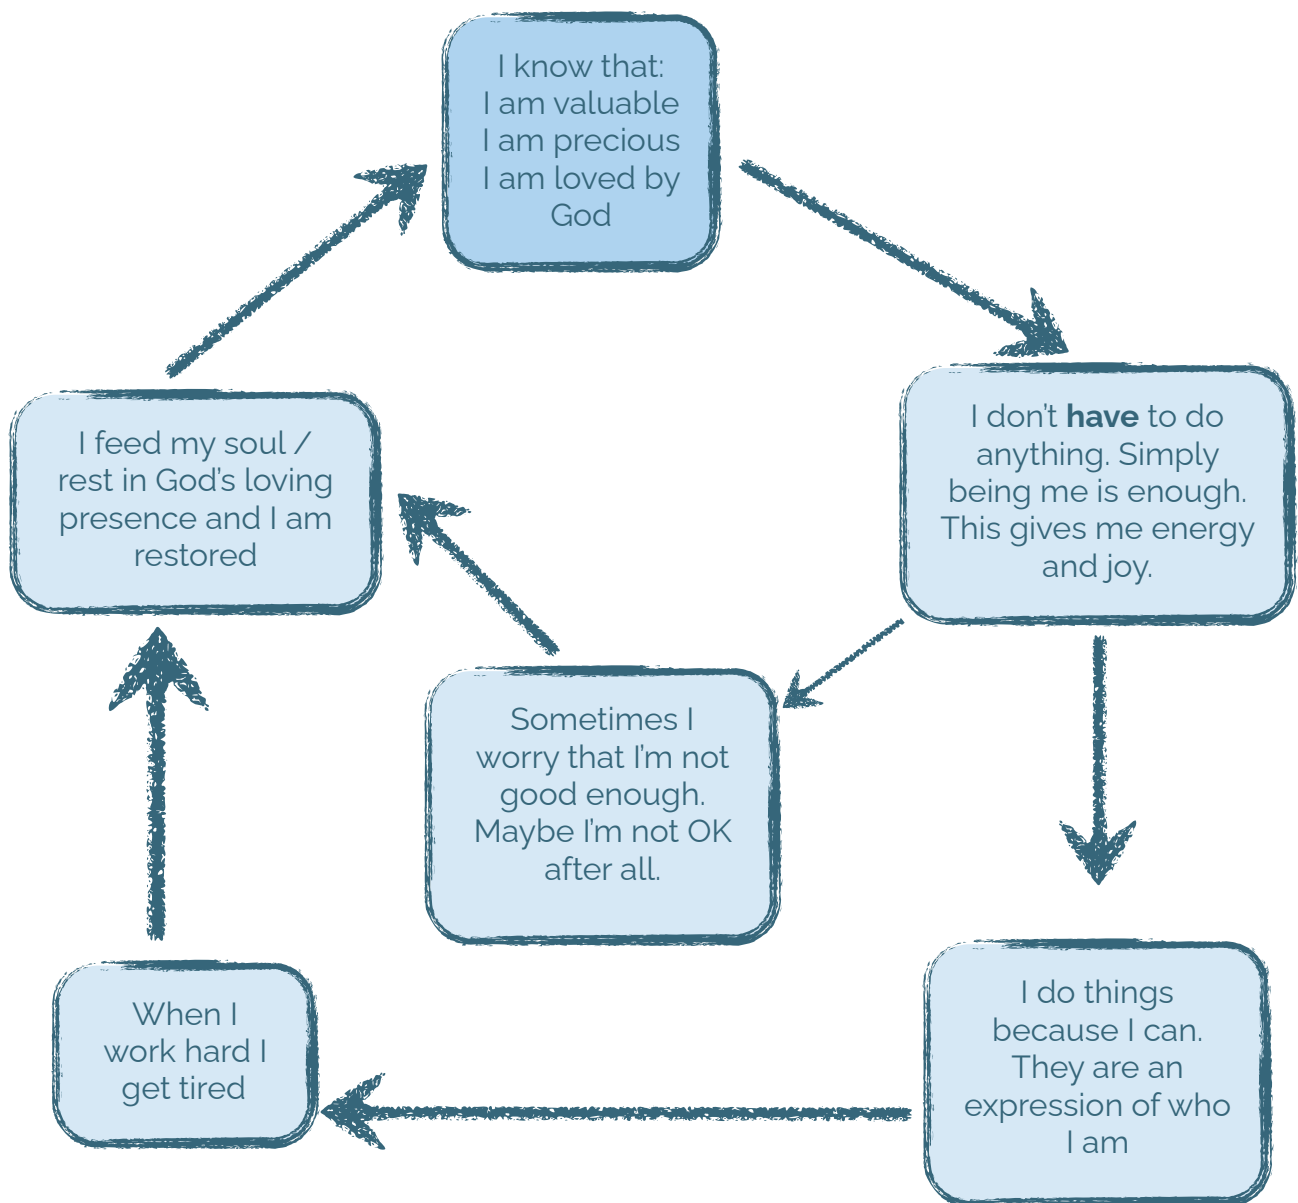 I know that:
I am valuable
I am precious
I am loved by
God
I don’t have to do
anything. Simply
being me is enough.
This gives me energy
and joy.
I do things
because I can.
They are an
expression of who
I am
When I
work hard I
get tired
I feed my soul /
rest in God’s loving
presence and I am
restored
Sometimes I
worry that I’m not
good enough.
Maybe I’m not OK
after all.